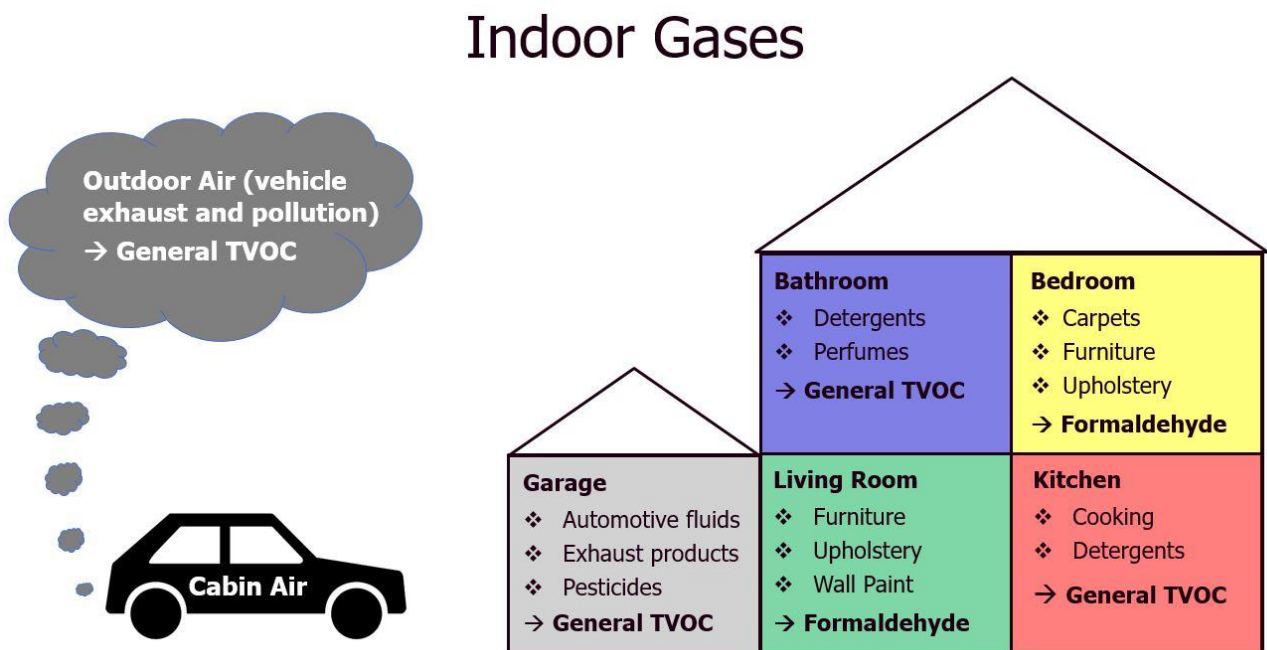 Indoor Gases
Outdoor Air (vehicle
exhaust and pollution)
→ General TVOC
Cabin Air
Bathroom
❖ Detergents
❖ Perfumes
→ General TVOC
Bedroom
❖ Carpets
❖ Furniture
❖ Upholstery
→ Formaldehyde
Garage
❖ Automotive fluids
❖ Exhaust products
❖ Pesticides
→ General TVOC
Living Room
❖ Furniture
❖ Upholstery
❖ Wall Paint
→ Formaldehyde
Kitchen
❖ Cooking
❖ Detergents
→ General TVOC